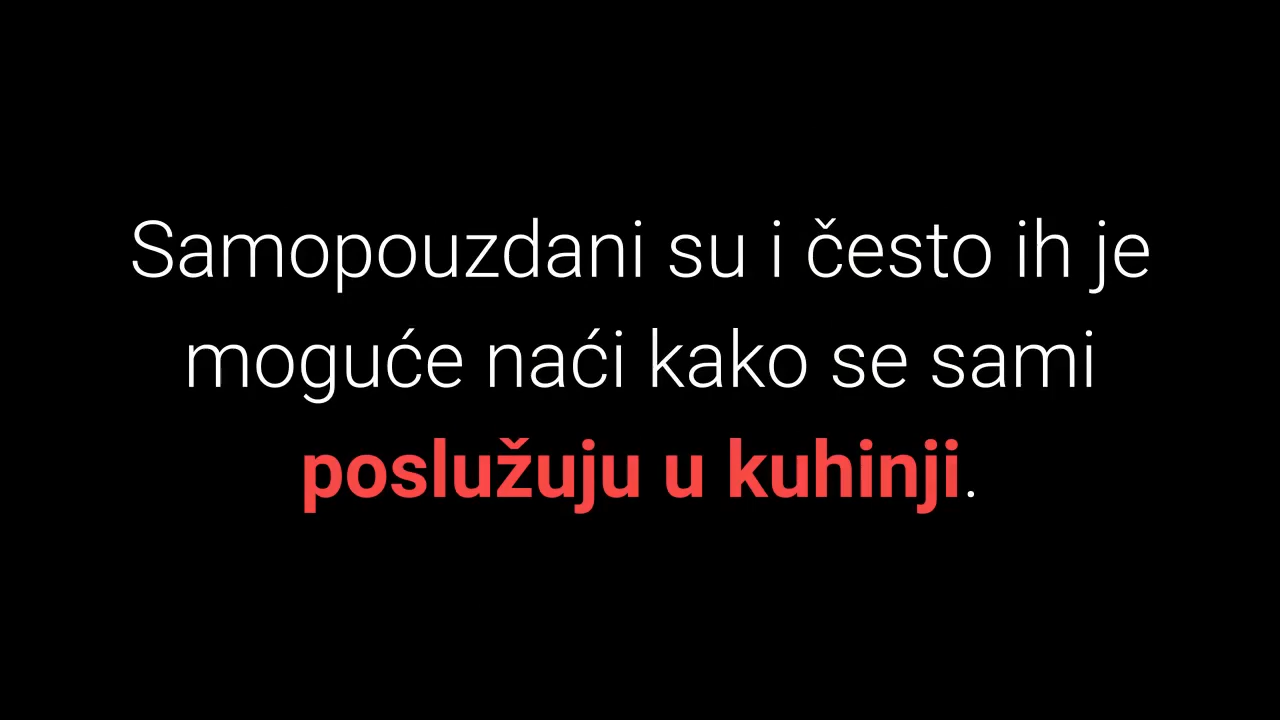 Samopouzdani su i često ih je
moguće naći kako se sami
poslužuju u kuhinji.